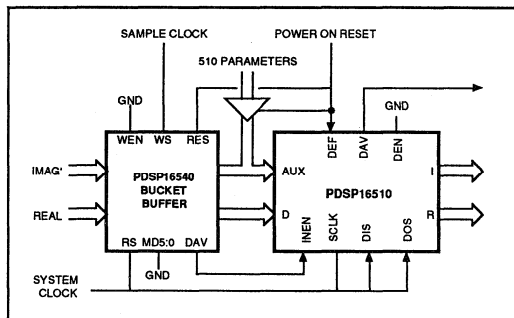 SAMPLE CLOCK
POWER ON RESET
510 PARAMETERS
GND
GND
WEN WS RES
DEF DAV DEN
IMAG'
PDSP16540
BUCKET
BUFFER
AUX
PDSP16510
I
REAL
D
R
INEN SCLK DIS DOS
RS MD5:0 DAV
GND
SYSTEM
CLOCK